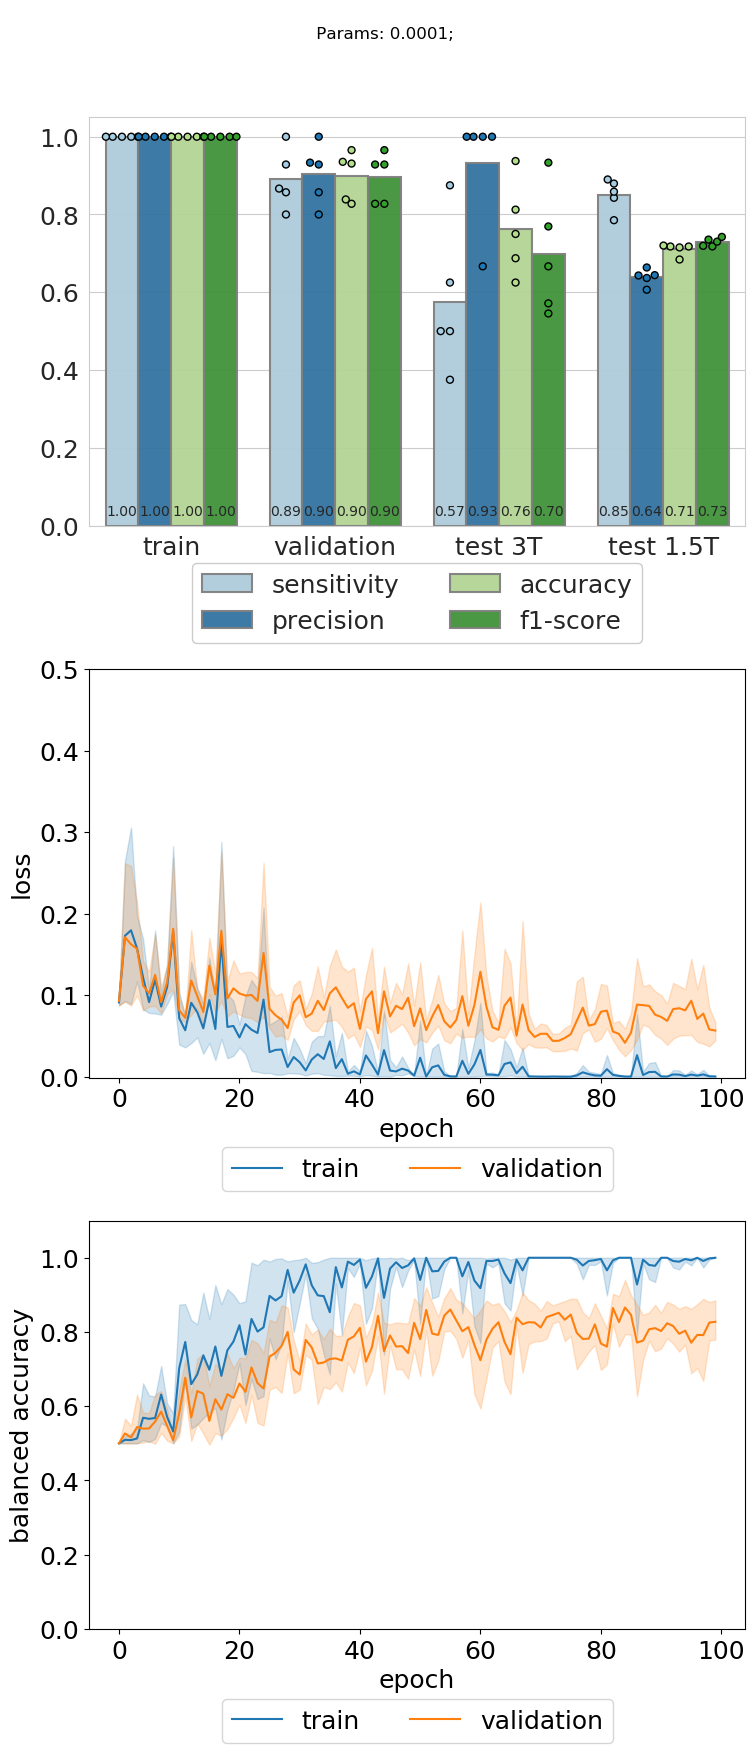 Params: 0.0001;
1.0
0.8
0.6
0.4
0.2
0.0
1.00 1.00 1.00 1.00 0.89 0.90 0.90 0.90 0.57 0.93 0.76 0.70 0.85 0.64 0.71 0.73
train validation test 3T test 1.5T
sensitivity accuracy
precision f1-score
0.5
0.4
0.3
0.2
0.1
0.0
loss
0 20 40 60 80 100
epoch
train validation
1.0
0.8
0.6
0.4
0.2
0.0
balanced accuracy
0 20 40 60 80 100
epoch
train validation